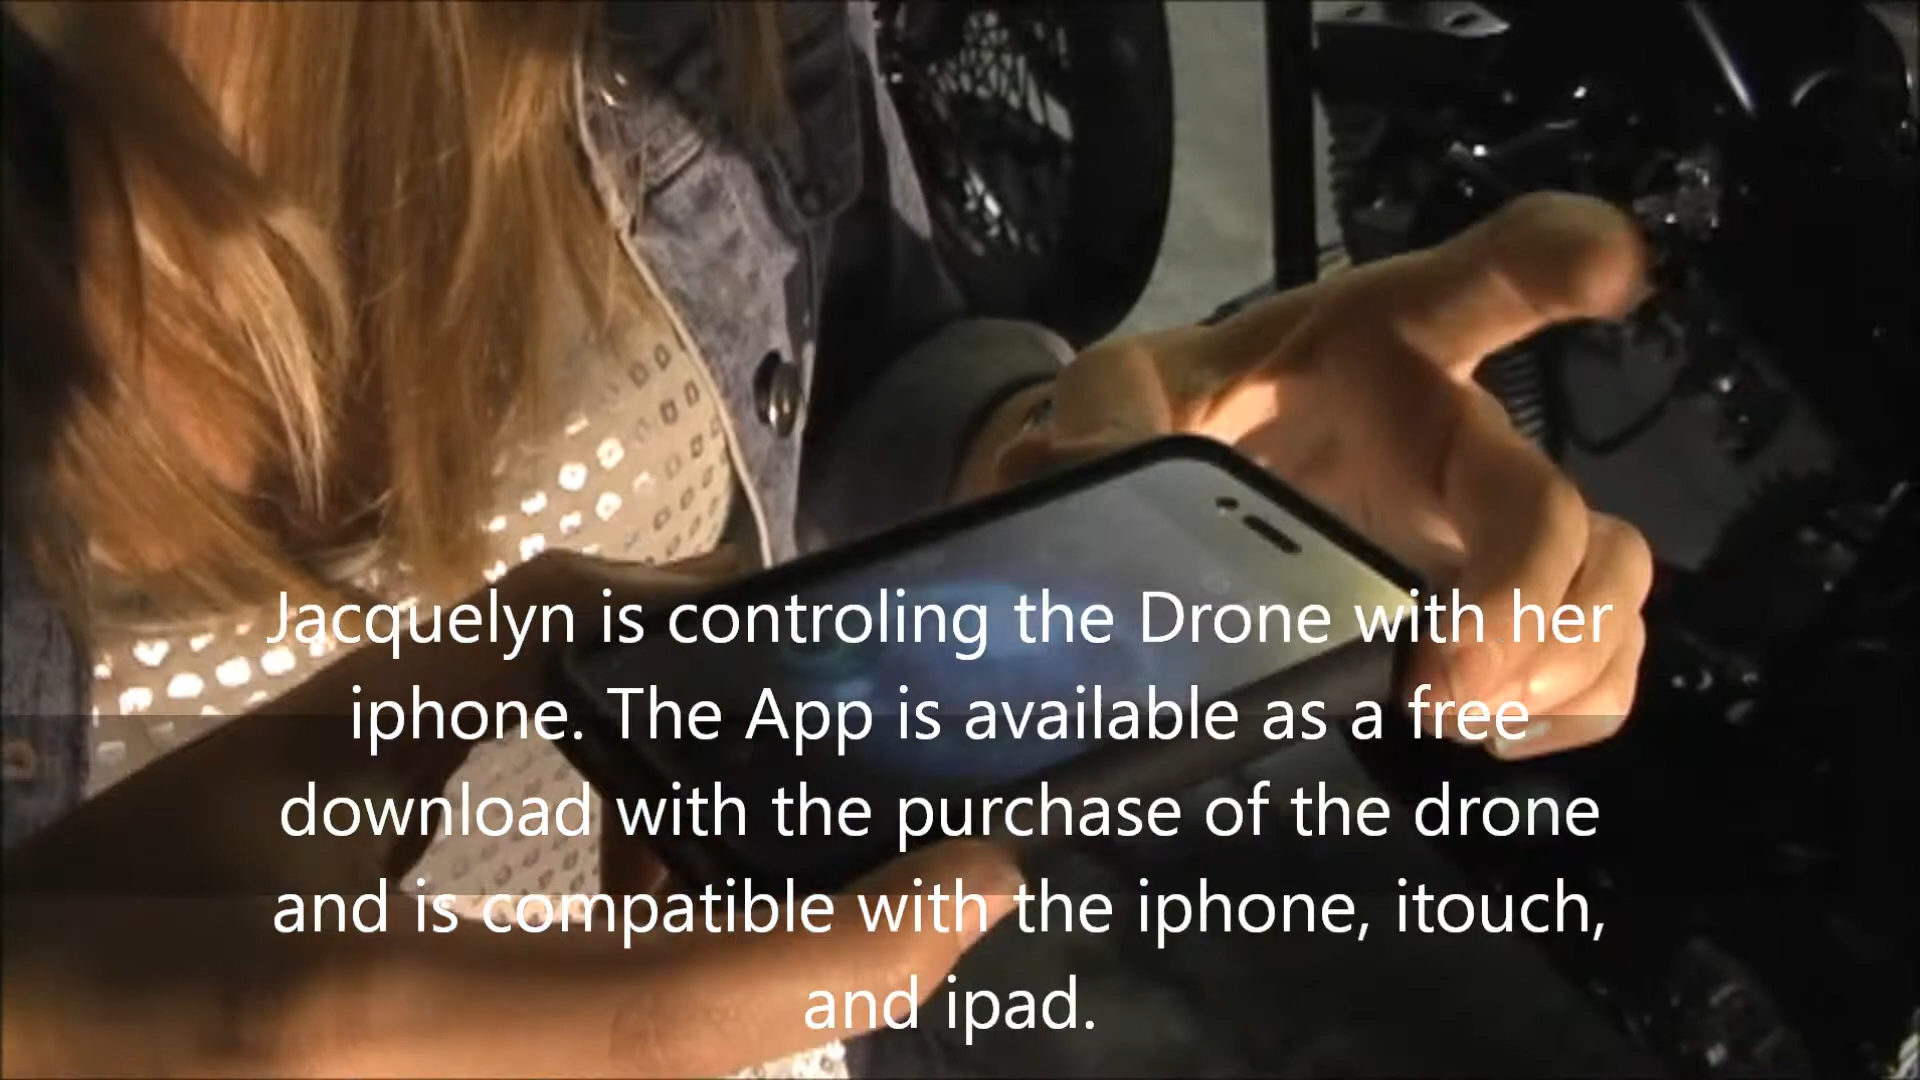 Jacquelyn is controling the Drone with her
iphone. The App is available as a free
download with the purchase of the drone
and is compatible with the iphone, itouch,
and ipad.